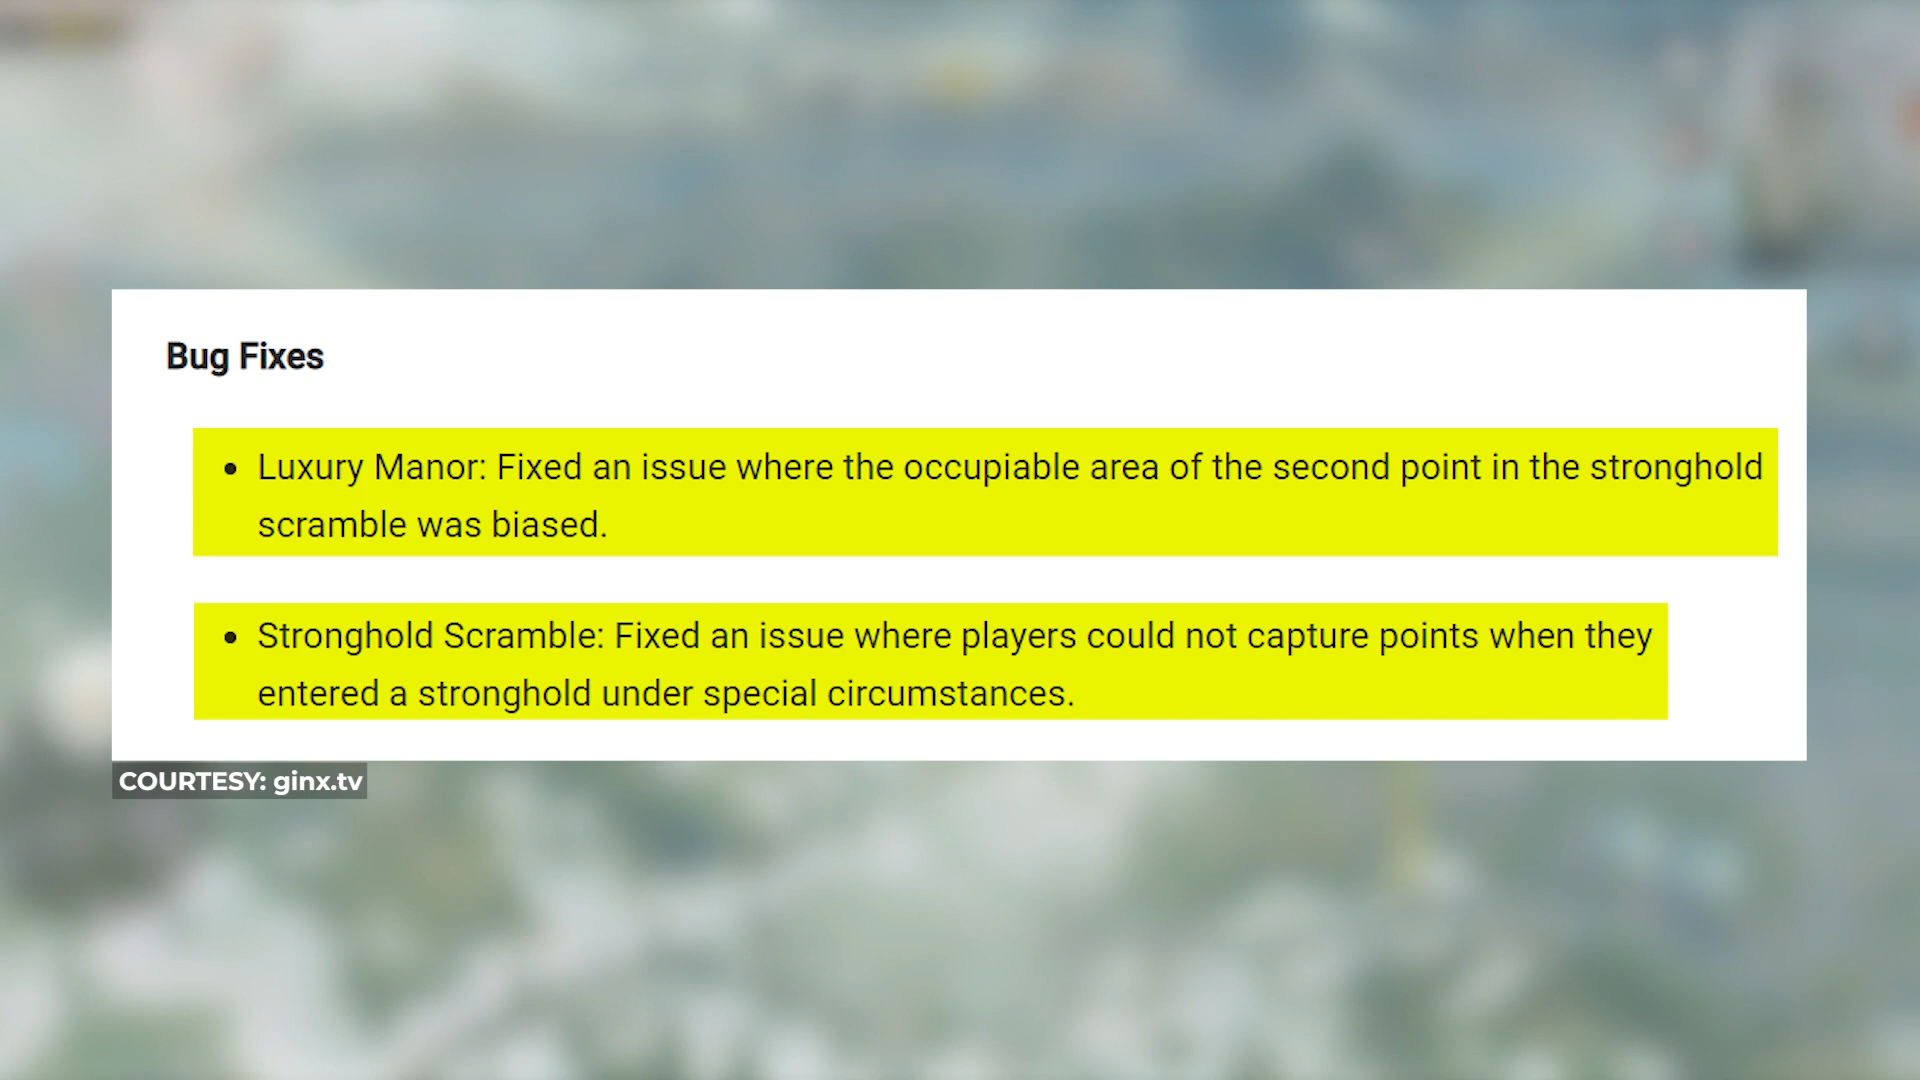 Bug Fixes
• Luxury Manor: Fixed an issue where the occupiable area of the second point in the stronghold
scramble was biased.
• Stronghold Scramble: Fixed an issue where players could not capture points when they
entered a stronghold under special circumstances.
COURTESY: ginx.tv